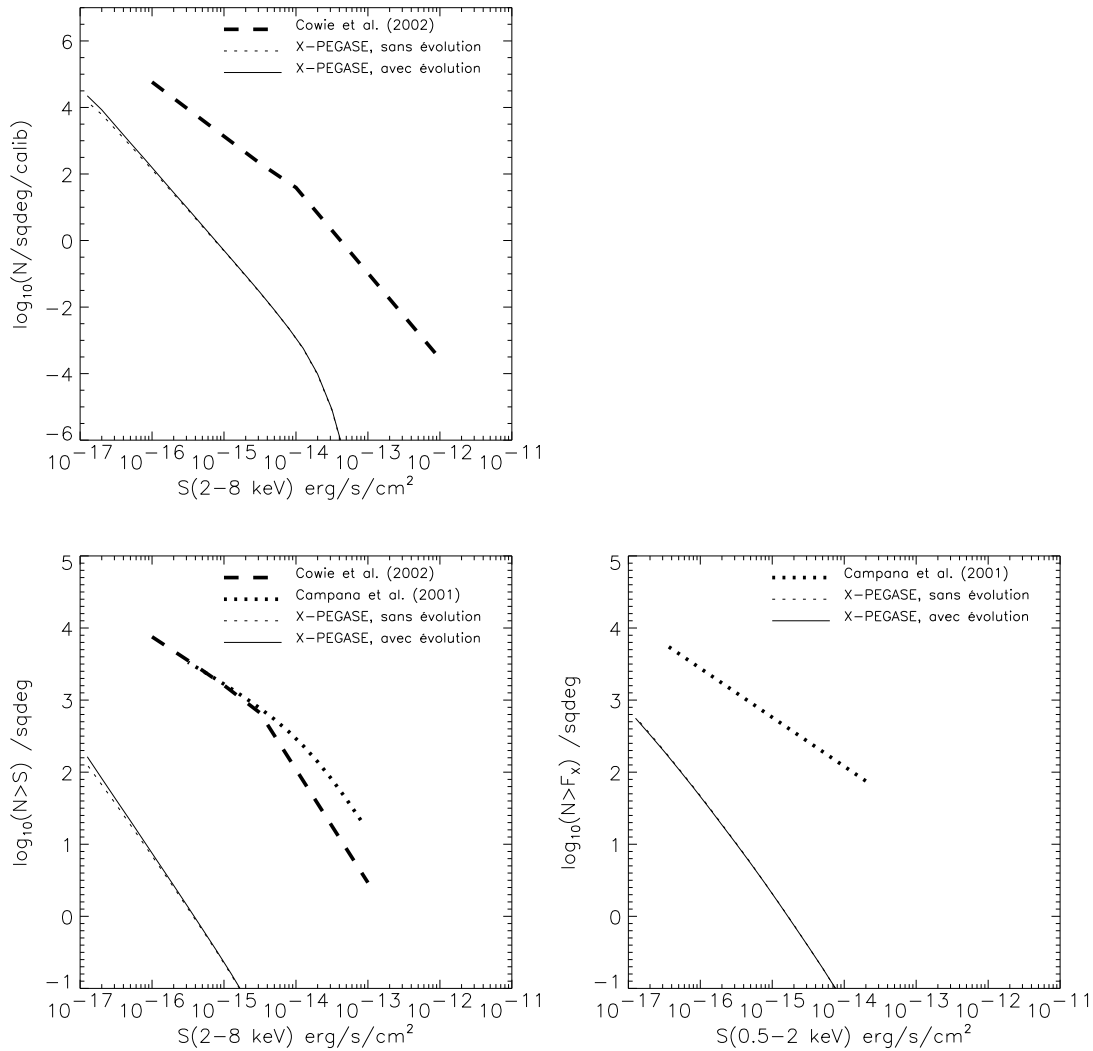 Cowie et al. (2002)
X-PEGASE, sans évolution
X-PEGASE, avec évolution
log₁₀(N/sqdeg/calib)
6
4
2
0
−2
−4
−6
10⁻¹⁷ 10⁻¹⁶ 10⁻¹⁵ 10⁻¹⁴ 10⁻¹³ 10⁻¹² 10⁻¹¹
S(2−8 keV) erg/s/cm²
Cowie et al. (2002)
Campana et al. (2001)
X-PEGASE, sans évolution
X-PEGASE, avec évolution
log₁₀(N>S) /sqdeg
5
4
3
2
1
0
−1
10⁻¹⁷ 10⁻¹⁶ 10⁻¹⁵ 10⁻¹⁴ 10⁻¹³ 10⁻¹² 10⁻¹¹
S(2−8 keV) erg/s/cm²
Campana et al. (2001)
X-PEGASE, sans évolution
X-PEGASE, avec évolution
log₁₀(N>Fₓ) /sqdeg
5
4
3
2
1
0
−1
10⁻¹⁷ 10⁻¹⁶ 10⁻¹⁵ 10⁻¹⁴ 10⁻¹³ 10⁻¹² 10⁻¹¹
S(0.5−2 keV) erg/s/cm²